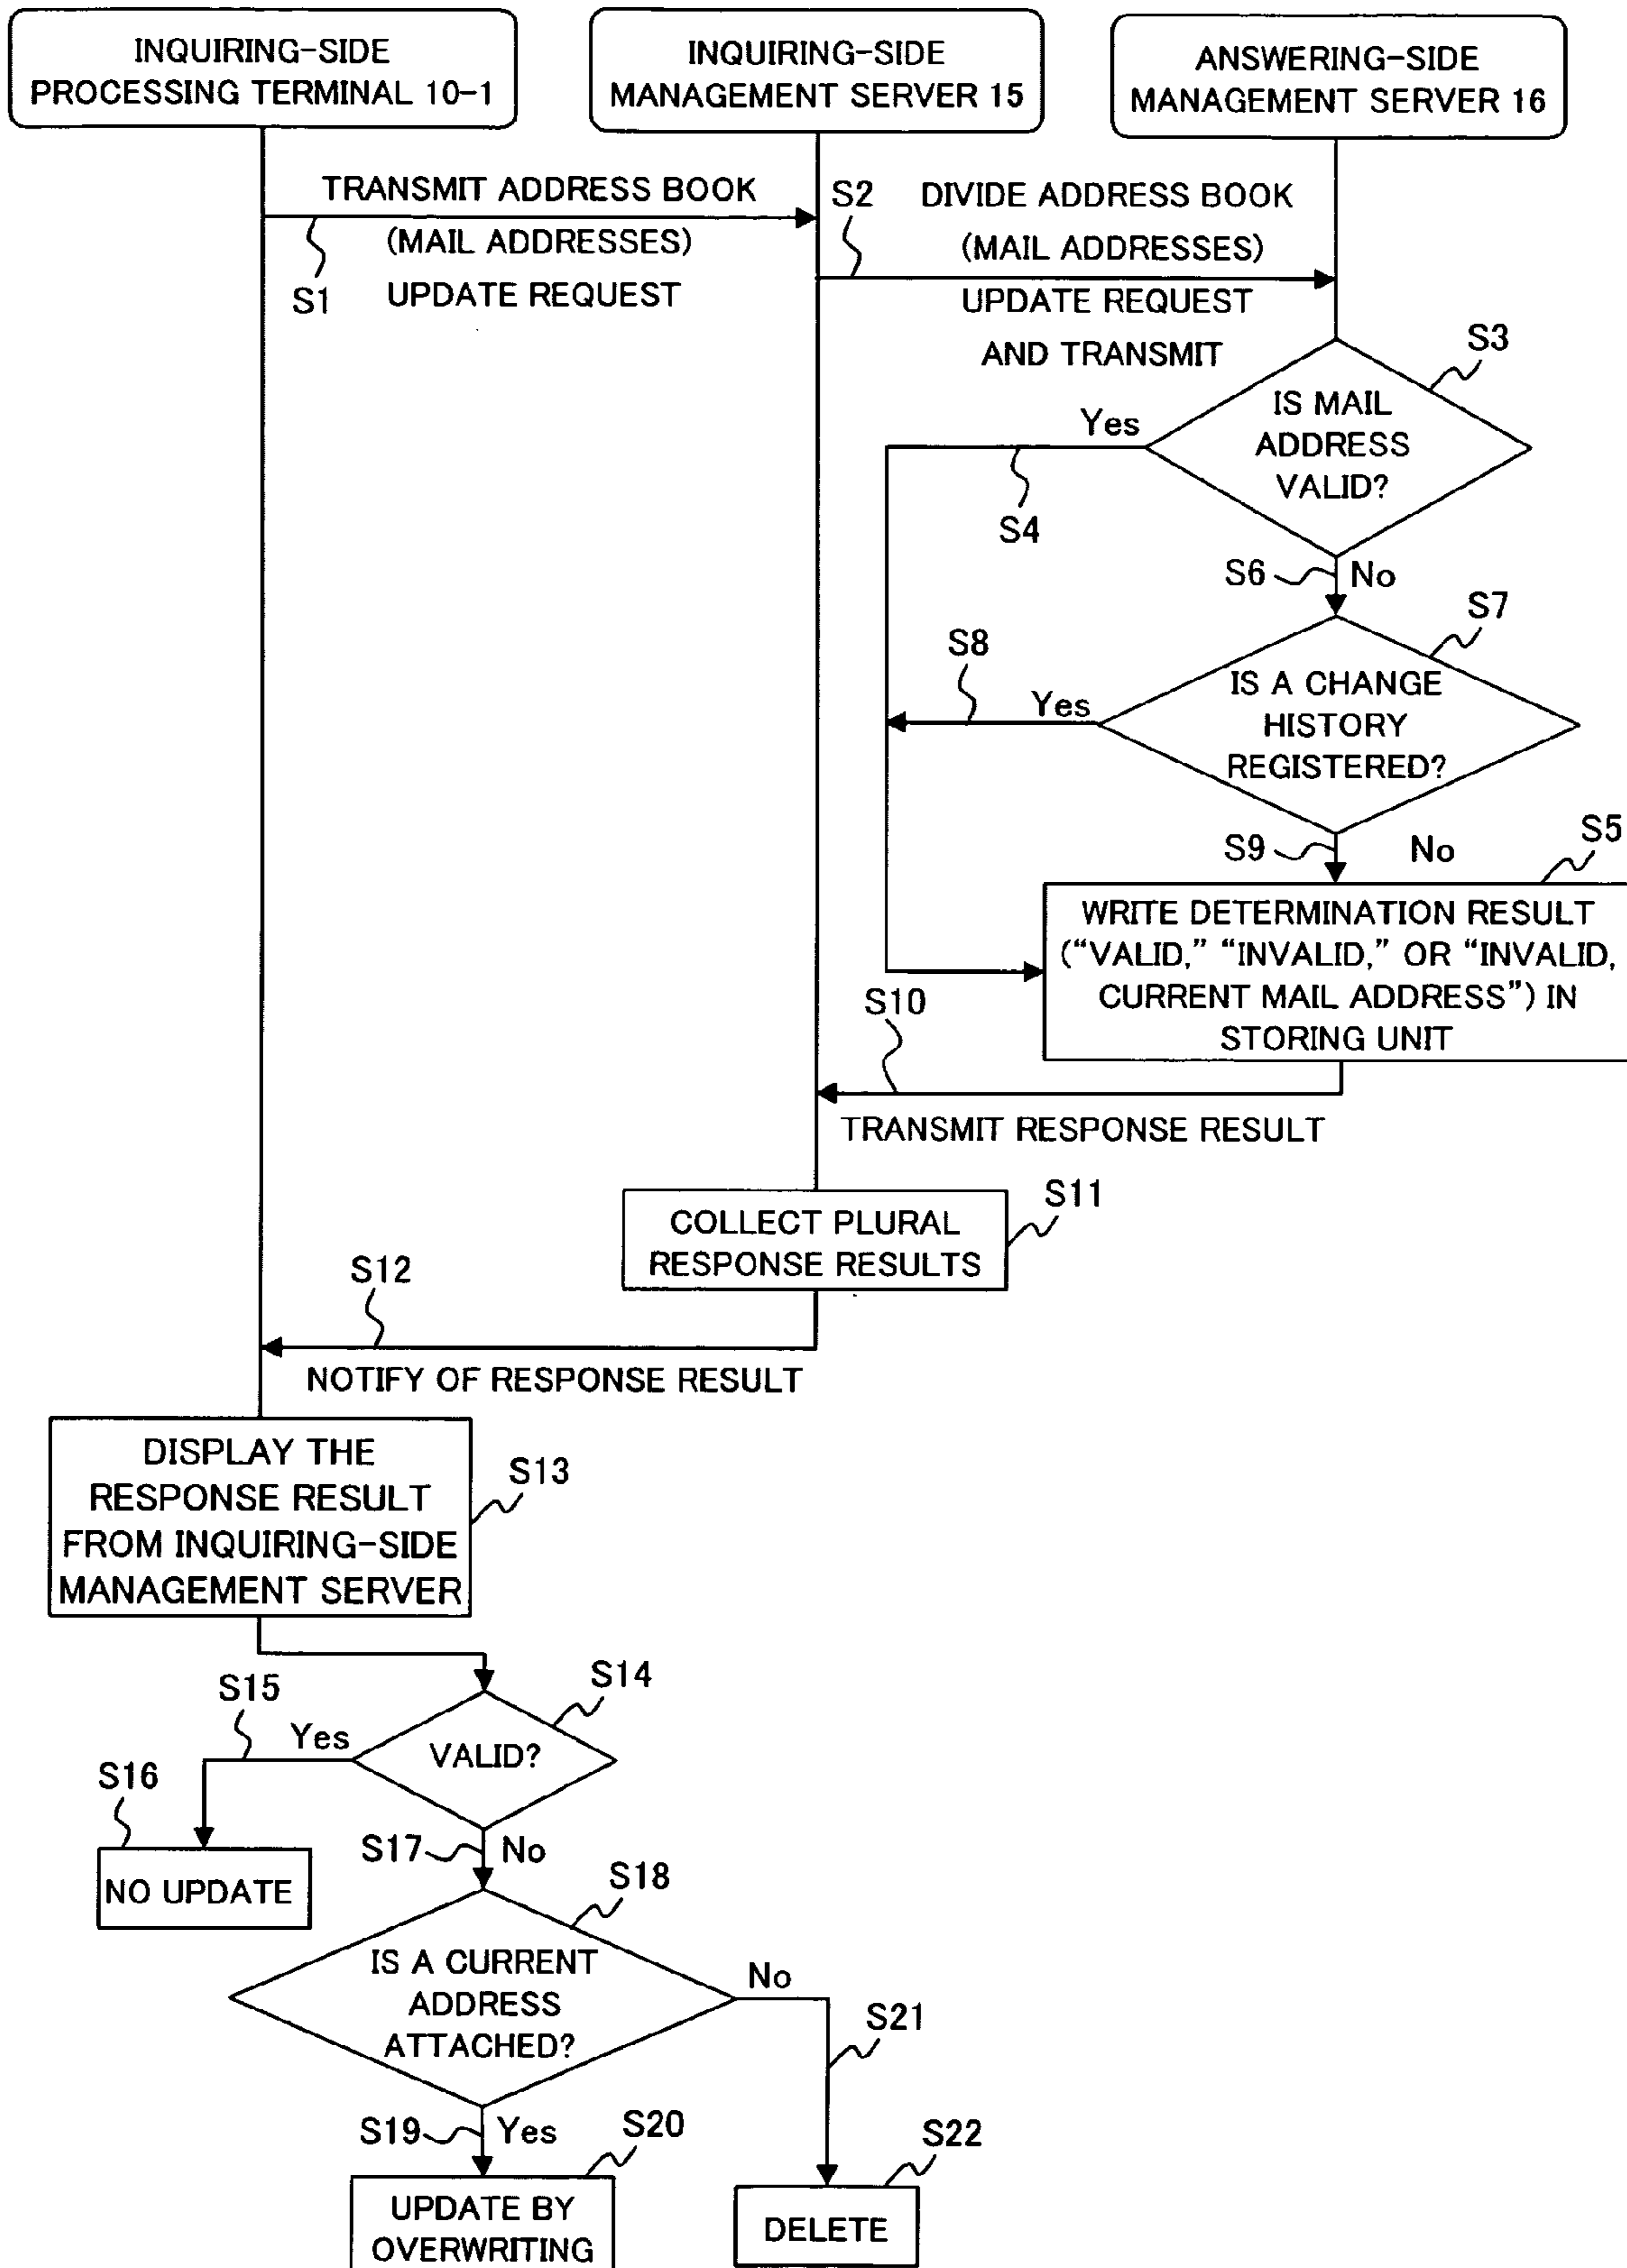 INQUIRING-SIDE
PROCESSING TERMINAL 10-1
INQUIRING-SIDE
MANAGEMENT SERVER 15
ANSWERING-SIDE
MANAGEMENT SERVER 16
TRANSMIT ADDRESS BOOK
(MAIL ADDRESSES)
UPDATE REQUEST
S1
S2
DIVIDE ADDRESS BOOK
(MAIL ADDRESSES)
UPDATE REQUEST
AND TRANSMIT
S3
IS MAIL
ADDRESS
VALID?
Yes
S4
S6
No
S7
IS A CHANGE
HISTORY
REGISTERED?
S8
Yes
S9
No
S5
WRITE DETERMINATION RESULT
(“VALID,” “INVALID,” OR “INVALID,
CURRENT MAIL ADDRESS”) IN
STORING UNIT
S10
TRANSMIT RESPONSE RESULT
COLLECT PLURAL
RESPONSE RESULTS
S11
S12
NOTIFY OF RESPONSE RESULT
DISPLAY THE
RESPONSE RESULT
FROM INQUIRING-SIDE
MANAGEMENT SERVER
S13
S14
VALID?
S15
Yes
S16
NO UPDATE
S17
No
S18
IS A CURRENT
ADDRESS
ATTACHED?
No
S21
S19
Yes
S20
UPDATE BY
OVERWRITING
S22
DELETE